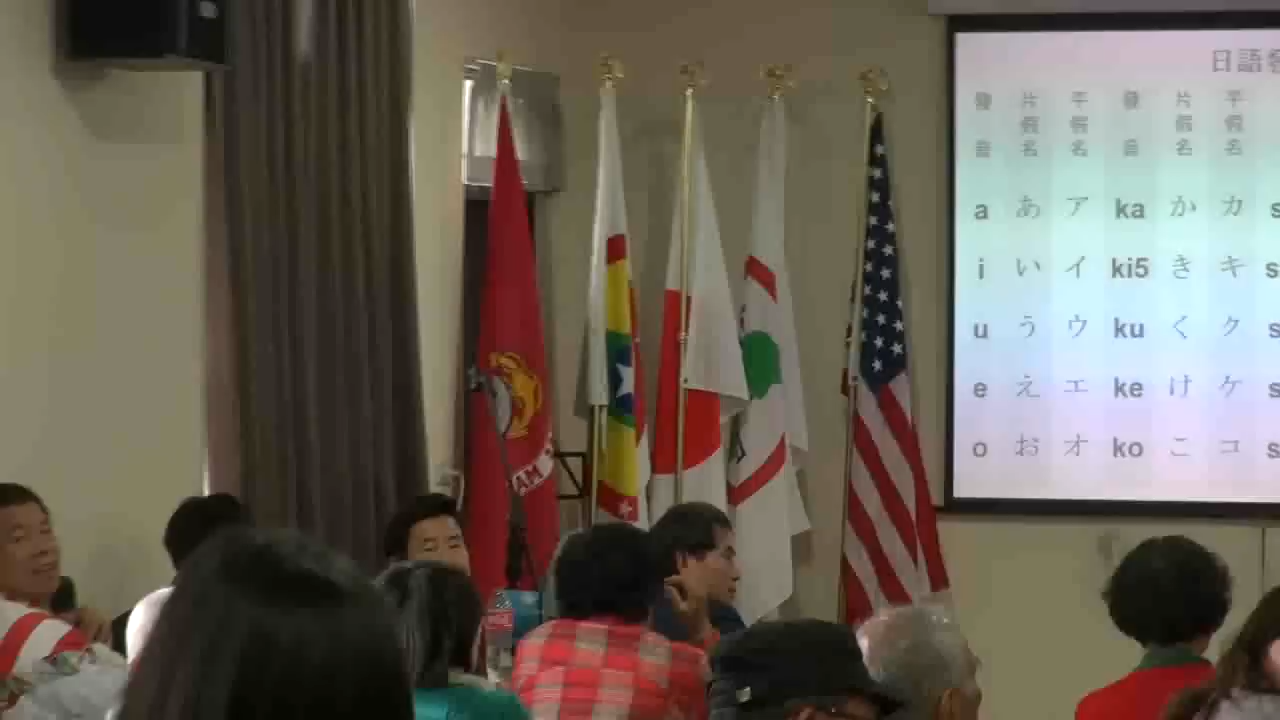 日語發
發 片 平 發 片 平
假 假 假 假
音 名 名 音 名 名
a あ ア ka か カ s
i い イ ki5 き キ s
u う ウ ku く ク s
e え エ ke け ケ s
o お オ ko こ コ s
AM